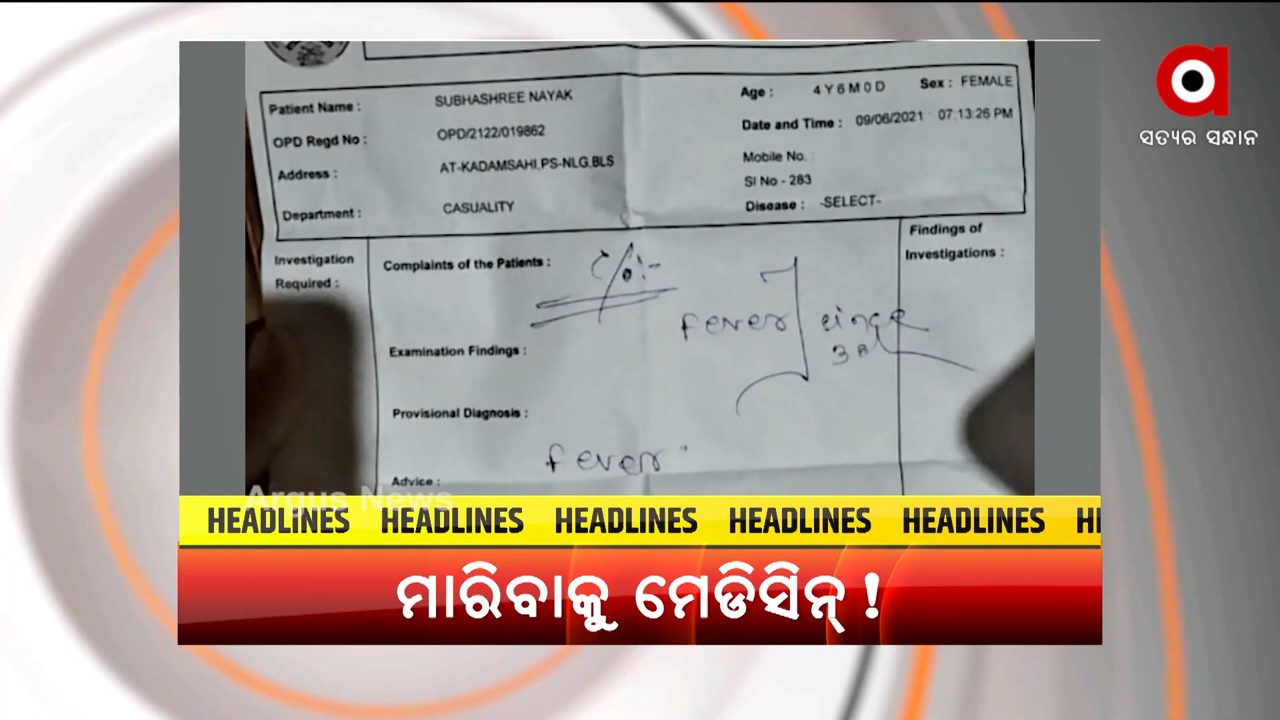 ସତ୍ୟର ସନ୍ଧାନ
Patient Name : SUBHASHREE NAYAK
Age : 4 Y 6 M 0 D Sex : FEMALE
OPD Regd No : OPD/2122/019862
Date and Time : 09/06/2021 07:13:26 PM
Address : AT-KADAMSAHI,PS-NLG,BLS
Mobile No. :
Sl No - 283
Department : CASUALITY
Disease : -SELECT-
Investigation Required :
Complaints of the Patients : c/o:-
Findings of Investigations :
fever since
3 d
Examination Findings :
Provisional Diagnosis :
fever
Advice :
Argus News
HEADLINES HEADLINES HEADLINES HEADLINES HEADLINES
ମାରିବାକୁ ମେଡିସିନ୍ !